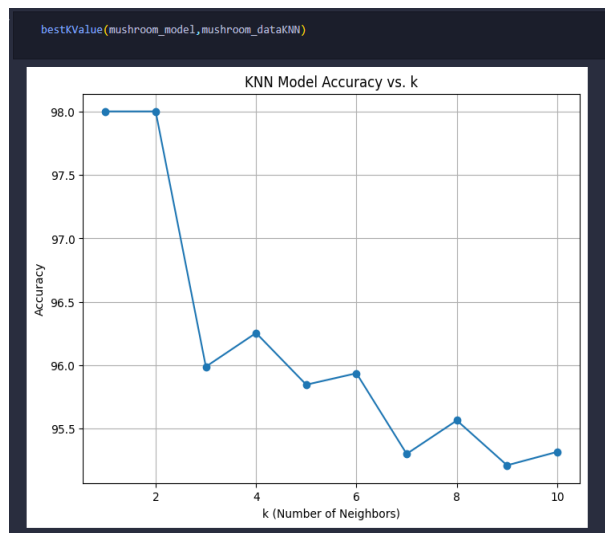 bestKValue(mushroom_model,mushroom_dataKNN)
KNN Model Accuracy vs. k
98.0
97.5
97.0
96.5
96.0
95.5
Accuracy
2 4 6 8 10
k (Number of Neighbors)